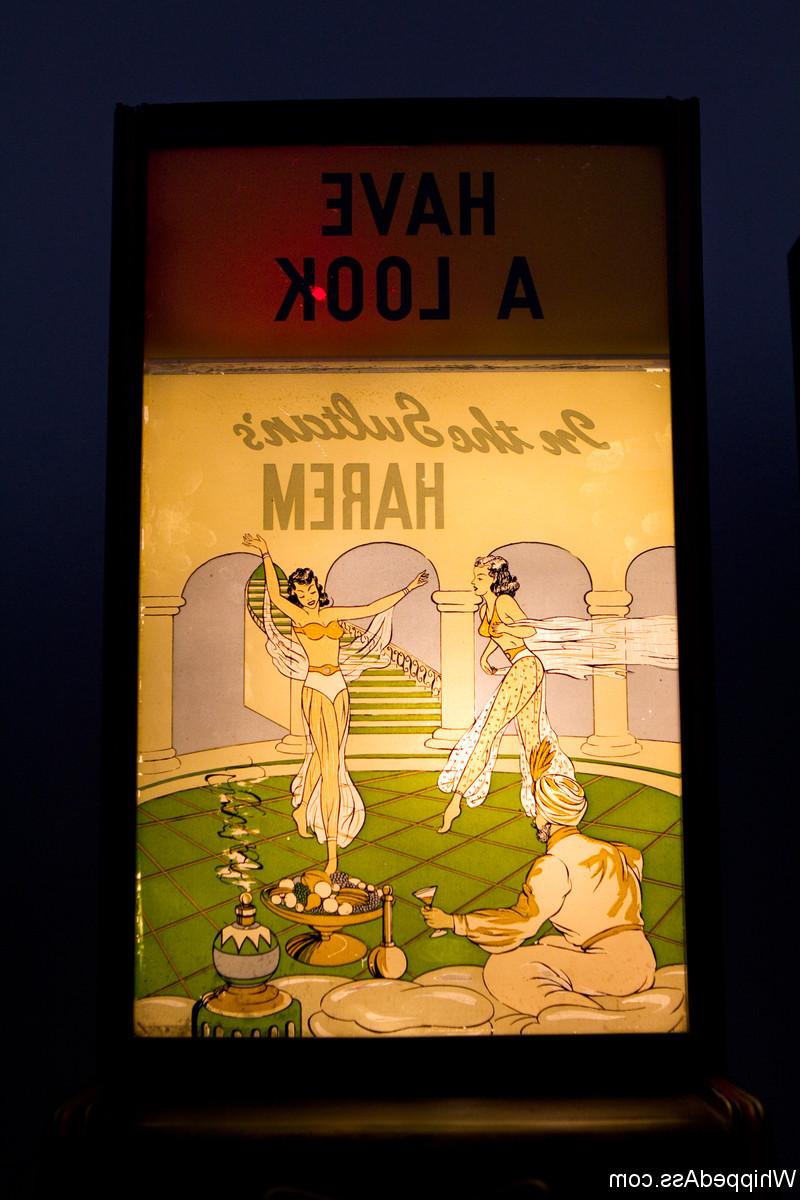 HAVE
A LOOK
In the Sultan's
HAREM
WhippedAss.com